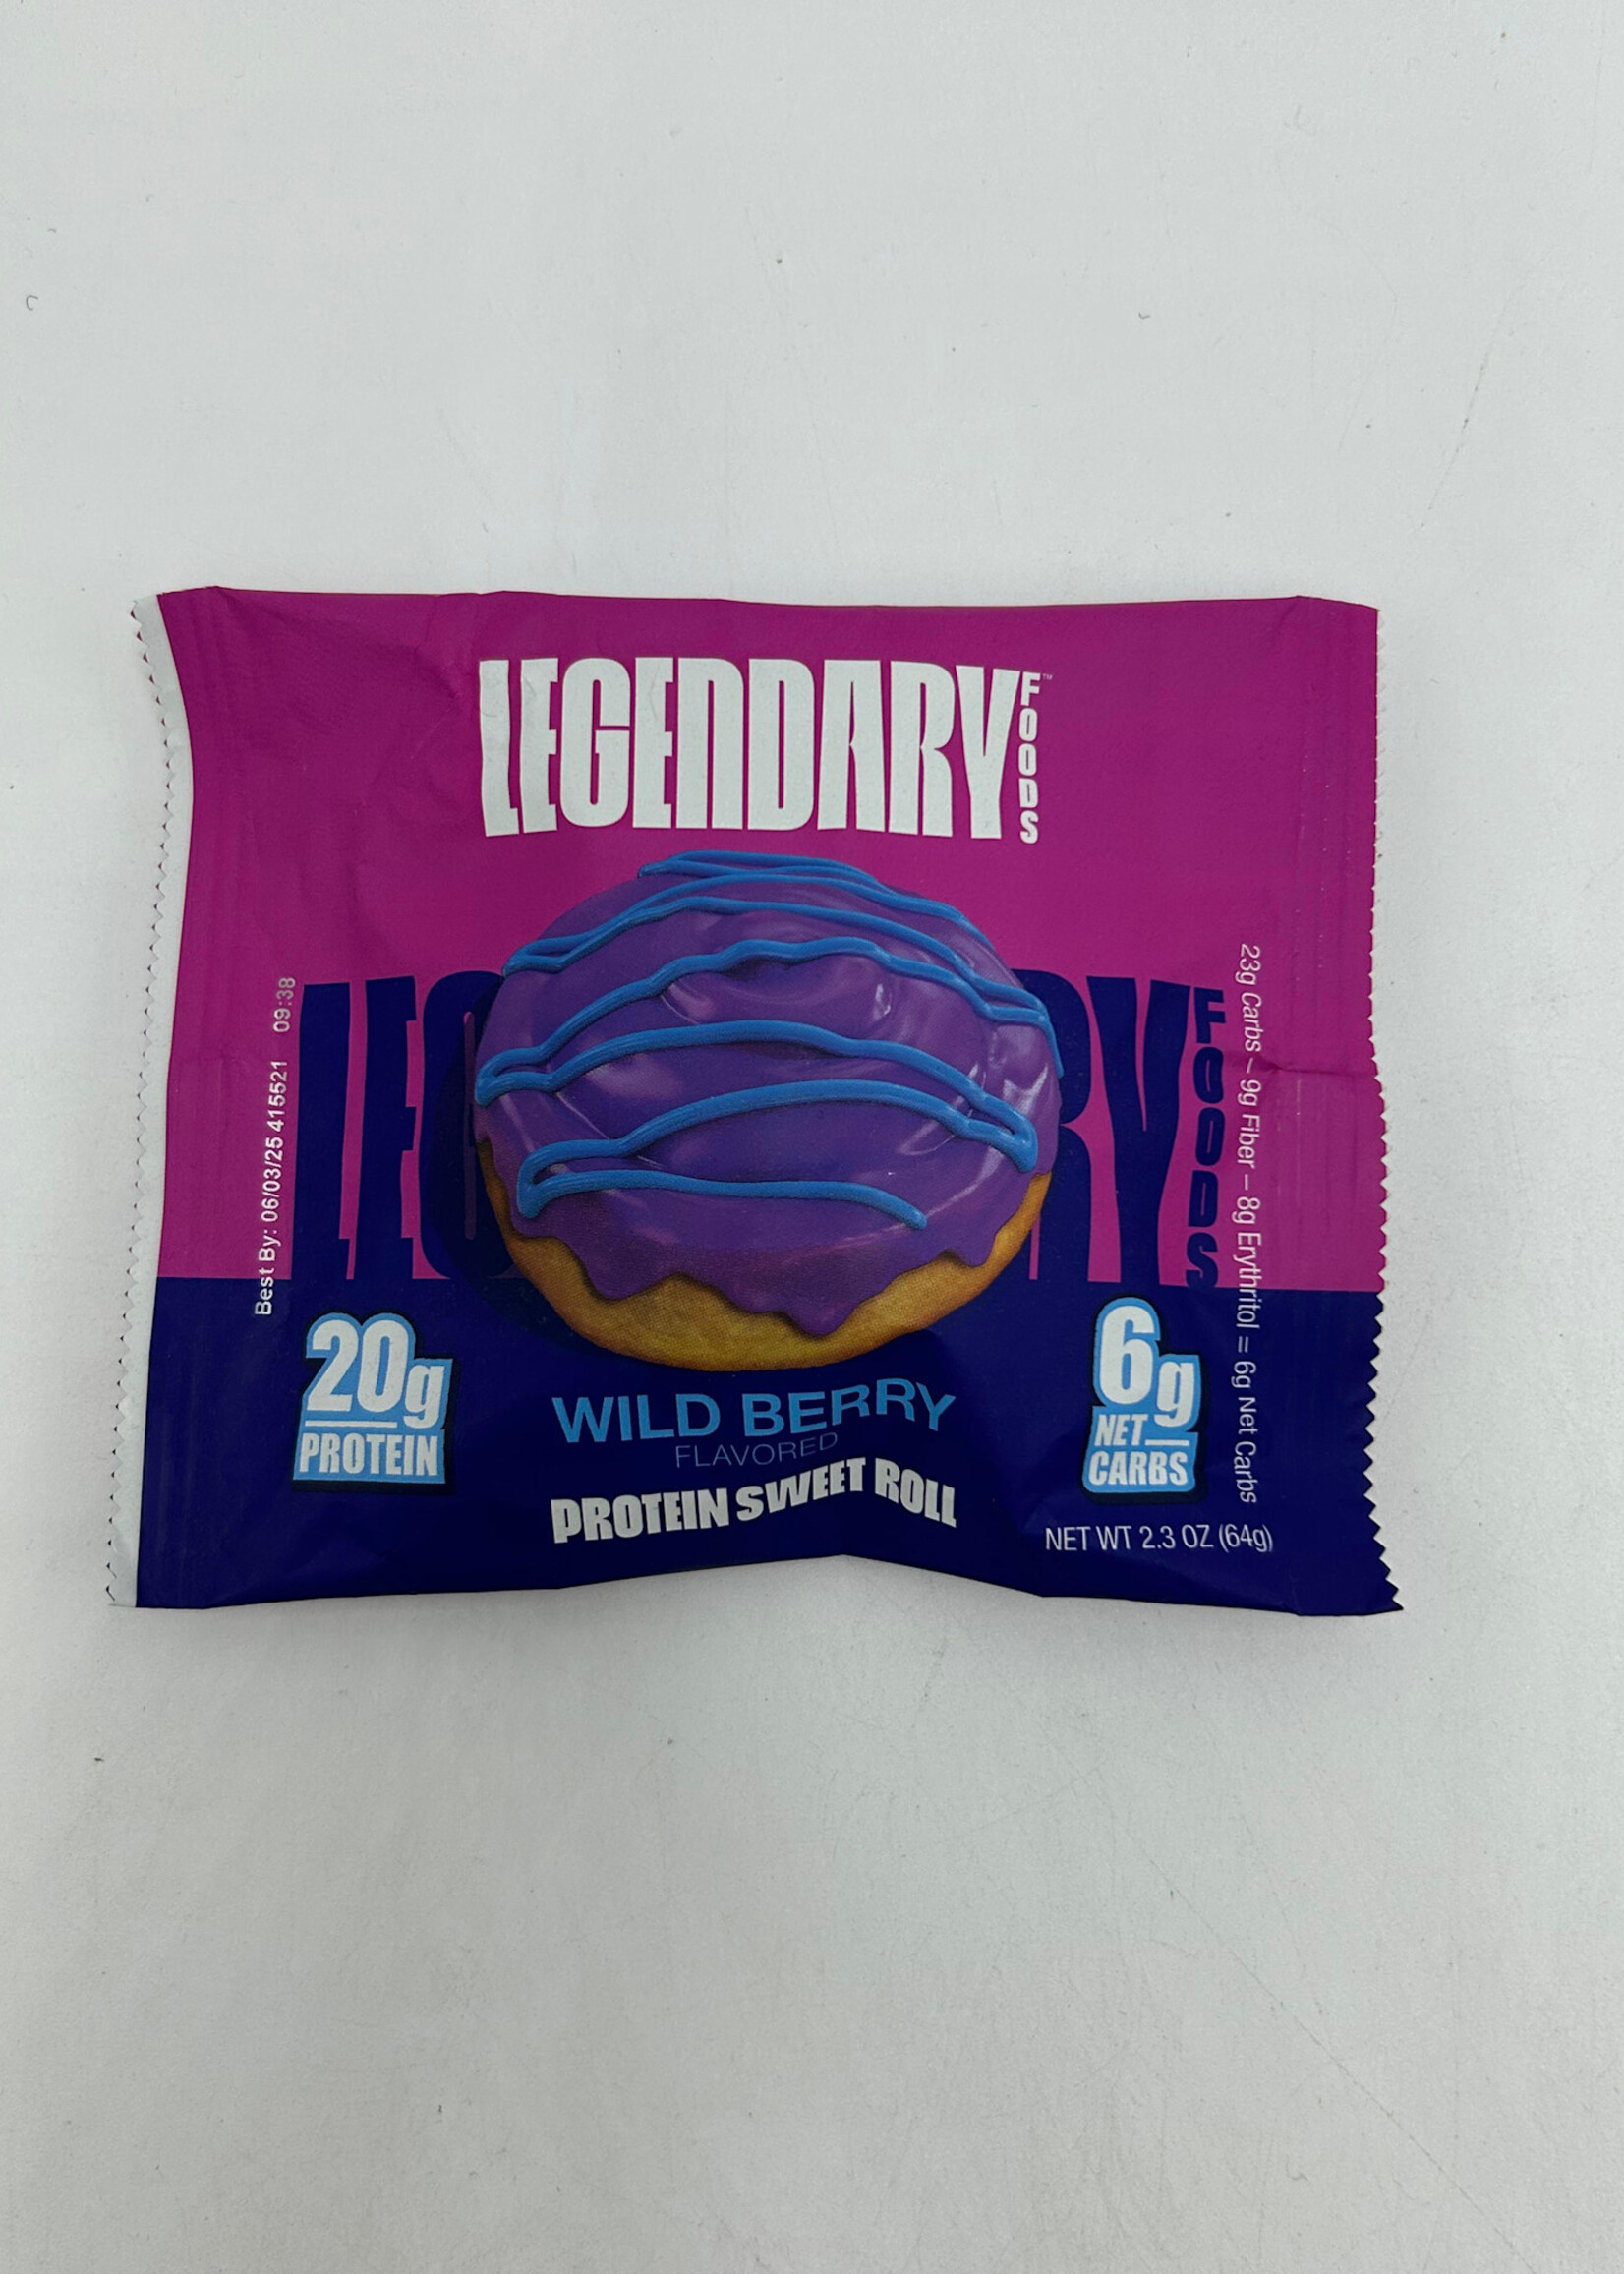 LEGENDARY FOODS™
LEG RY FOODS
Best By: 06/03/25 415521 09:38
23g Carbs – 9g Fiber – 8g Erythritol = 6g Net Carbs
20g
PROTEIN
WILD BERRY
FLAVORED
PROTEIN SWEET ROLL
6g
NET
CARBS
NET WT 2.3 OZ (64g)